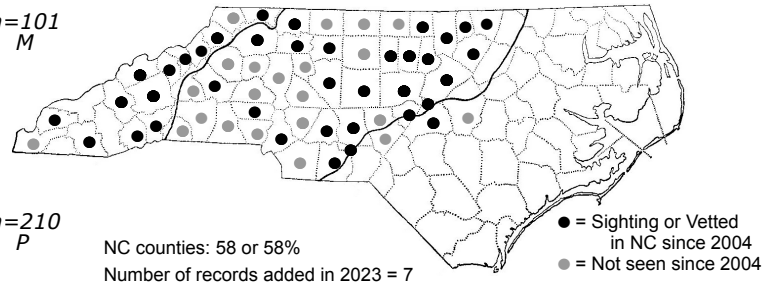 n=101
M
n=210
P
NC counties: 58 or 58%
Number of records added in 2023 = 7
● = Sighting or Vetted
in NC since 2004
● = Not seen since 2004